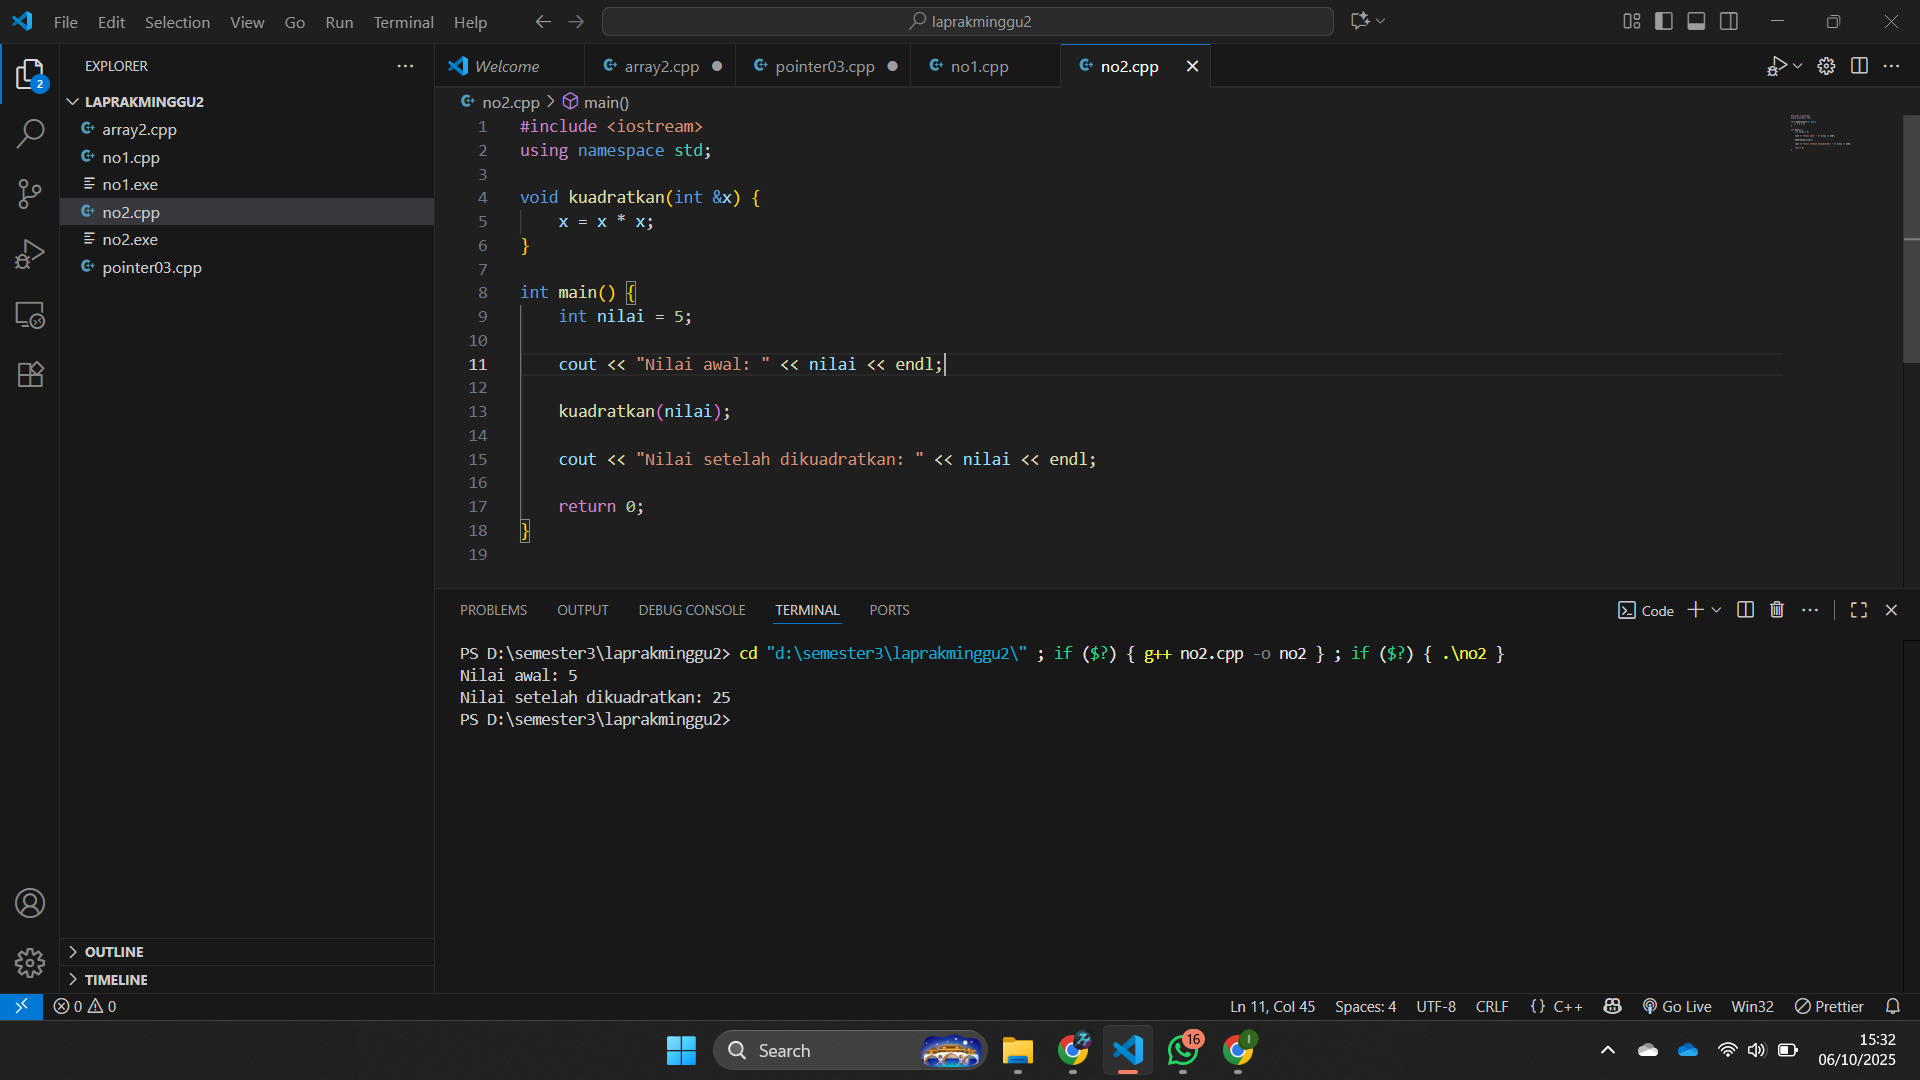 File Edit Selection View Go Run Terminal Help
laprakminggu2
EXPLORER
LAPRAKMINGGU2
array2.cpp
no1.cpp
no1.exe
no2.cpp
no2.exe
pointer03.cpp
OUTLINE
TIMELINE
2
Welcome array2.cpp pointer03.cpp no1.cpp no2.cpp
no2.cpp > main()
1 #include <iostream>
2 using namespace std;
3
4 void kuadratkan(int &x) {
5 x = x * x;
6 }
7
8 int main() {
9 int nilai = 5;
10
11 cout << "Nilai awal: " << nilai << endl;
12
13 kuadratkan(nilai);
14
15 cout << "Nilai setelah dikuadratkan: " << nilai << endl;
16
17 return 0;
18 }
19
PROBLEMS OUTPUT DEBUG CONSOLE TERMINAL PORTS
Code
PS D:\semester3\laprakminggu2> cd "d:\semester3\laprakminggu2\" ; if ($?) { g++ no2.cpp -o no2 } ; if ($?) { .\no2 }
Nilai awal: 5
Nilai setelah dikuadratkan: 25
PS D:\semester3\laprakminggu2>
0 0
Ln 11, Col 45 Spaces: 4 UTF-8 CRLF {} C++ Go Live Win32 Prettier
Search
16
15:32
06/10/2025